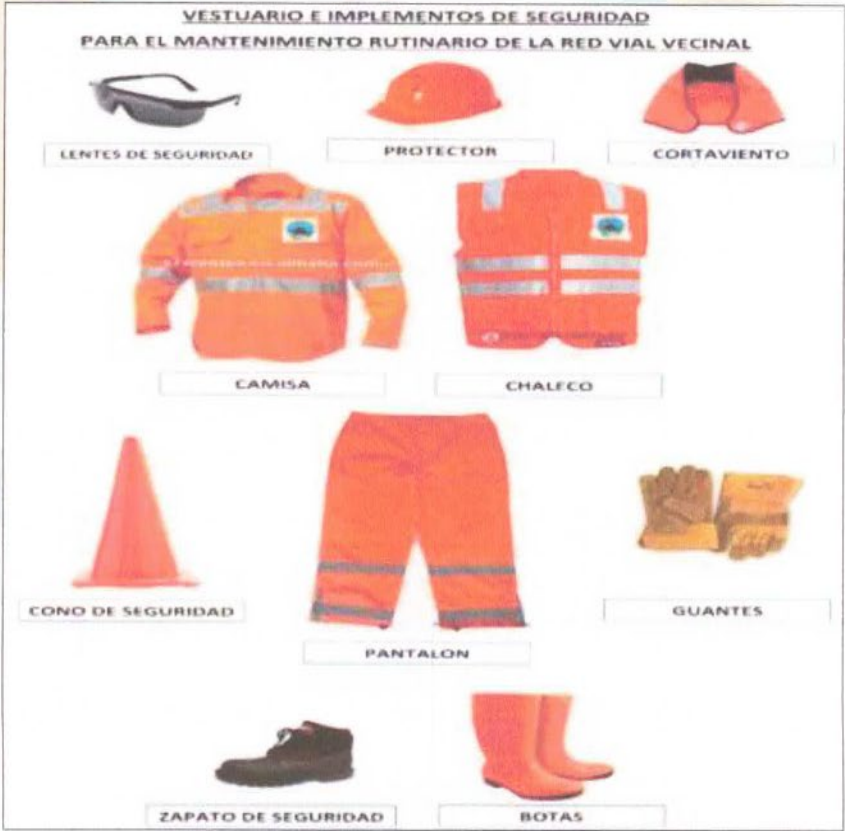 VESTUARIO E IMPLEMENTOS DE SEGURIDAD
PARA EL MANTENIMIENTO RUTINARIO DE LA RED VIAL VECINAL
LENTES DE SEGURIDAD
PROTECTOR
CORTAVIENTO
CAMISA
CHALECO
CONO DE SEGURIDAD
PANTALON
GUANTES
ZAPATO DE SEGURIDAD
BOTAS